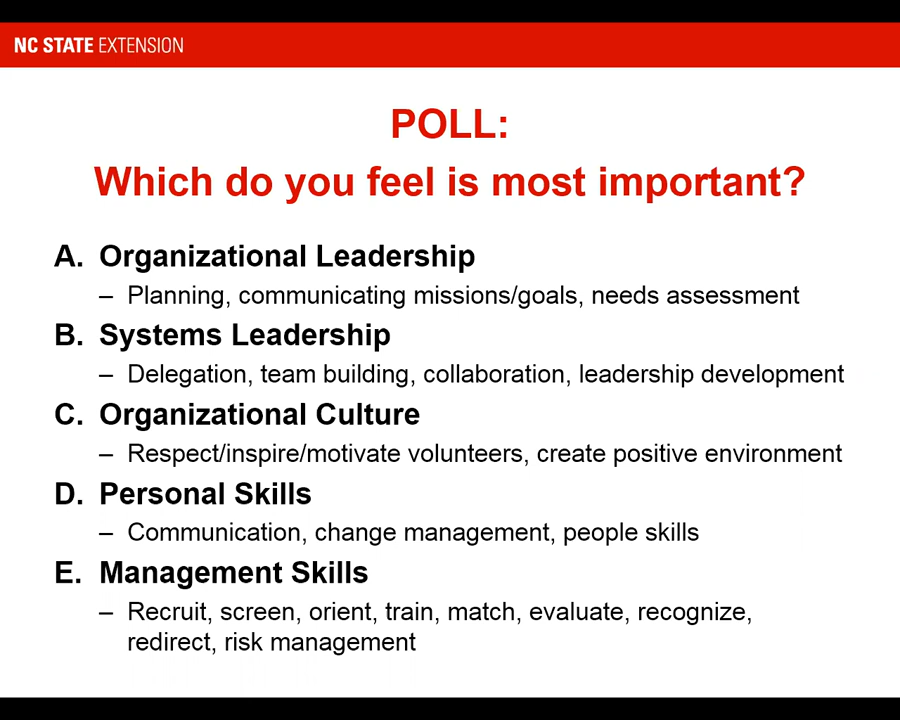 NC STATE EXTENSION
POLL:
Which do you feel is most important?
A. Organizational Leadership
– Planning, communicating missions/goals, needs assessment
B. Systems Leadership
– Delegation, team building, collaboration, leadership development
C. Organizational Culture
– Respect/inspire/motivate volunteers, create positive environment
D. Personal Skills
– Communication, change management, people skills
E. Management Skills
– Recruit, screen, orient, train, match, evaluate, recognize,
redirect, risk management